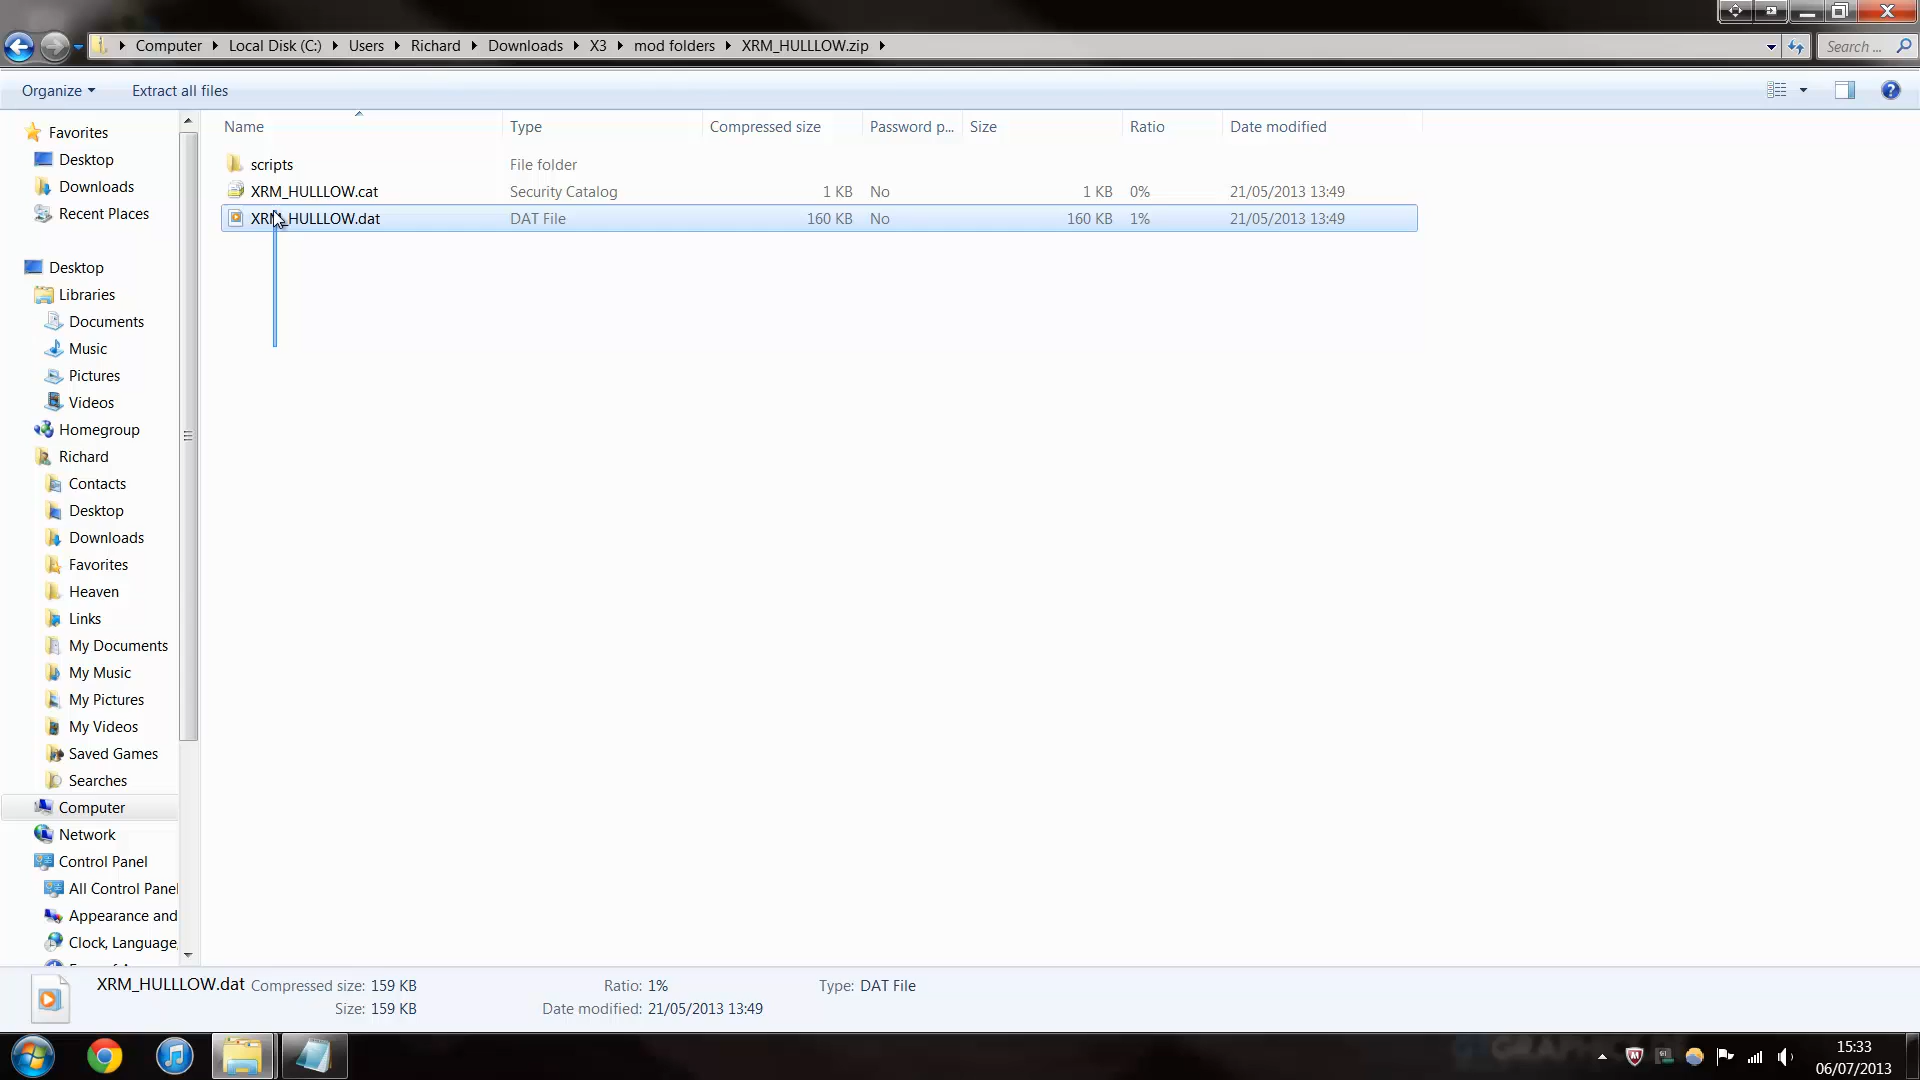 Computer Local Disk (C:) Users Richard Downloads X3 mod folders XRM_HULLLOW.zip Search ...
Organize Extract all files
Name Type Compressed size Password p... Size Ratio Date modified
scripts File folder
XRM_HULLLOW.cat Security Catalog 1 KB No 1 KB 0% 21/05/2013 13:49
XRM_HULLLOW.dat DAT File 160 KB No 160 KB 1% 21/05/2013 13:49
Favorites
Desktop
Downloads
Recent Places
Desktop
Libraries
Documents
Music
Pictures
Videos
Homegroup
Richard
Contacts
Desktop
Downloads
Favorites
Heaven
Links
My Documents
My Music
My Pictures
My Videos
Saved Games
Searches
Computer
Network
Control Panel
All Control Panel
Appearance and
Clock, Language,
XRM_HULLLOW.dat Compressed size: 159 KB Ratio: 1% Type: DAT File
Size: 159 KB Date modified: 21/05/2013 13:49
15:33
06/07/2013